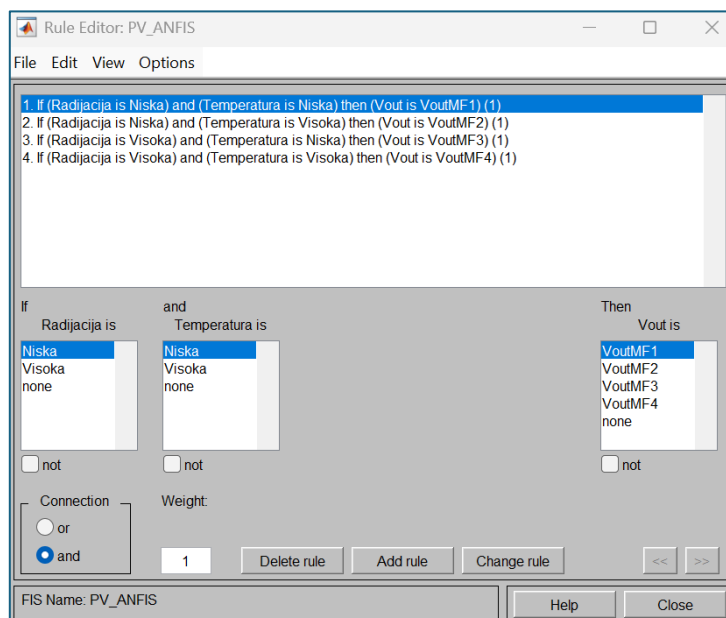 Rule Editor: PV_ANFIS
File Edit View Options
1. If (Radijacija is Niska) and (Temperatura is Niska) then (Vout is VoutMF1) (1)
2. If (Radijacija is Niska) and (Temperatura is Visoka) then (Vout is VoutMF2) (1)
3. If (Radijacija is Visoka) and (Temperatura is Niska) then (Vout is VoutMF3) (1)
4. If (Radijacija is Visoka) and (Temperatura is Visoka) then (Vout is VoutMF4) (1)
If and Then
Radijacija is Temperatura is Vout is
Niska Niska VoutMF1
Visoka Visoka VoutMF2
none none VoutMF3
VoutMF4
none
not not not
Connection Weight:
or
and 1 Delete rule Add rule Change rule << >>
FIS Name: PV_ANFIS Help Close